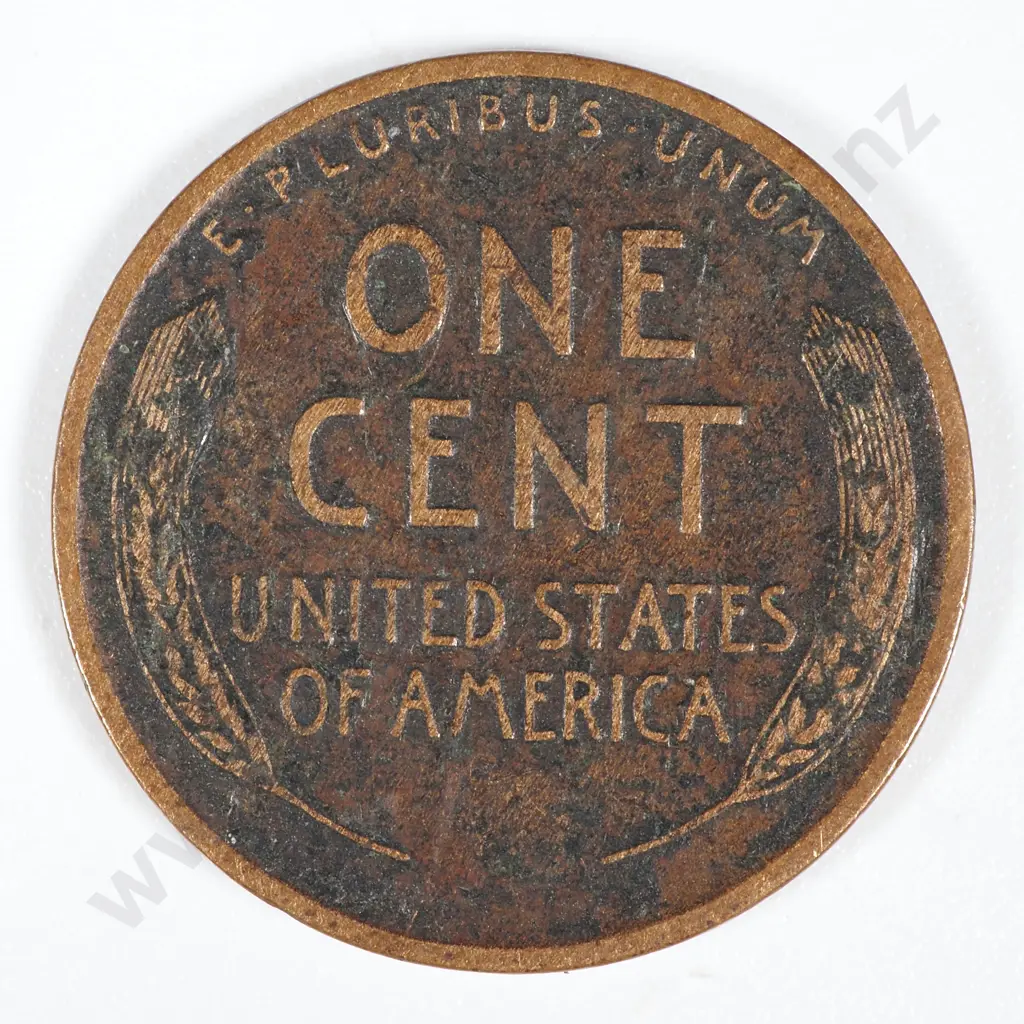 E · PLURIBUS · UNUM
ONE
CENT
UNITED STATES
OF AMERICA